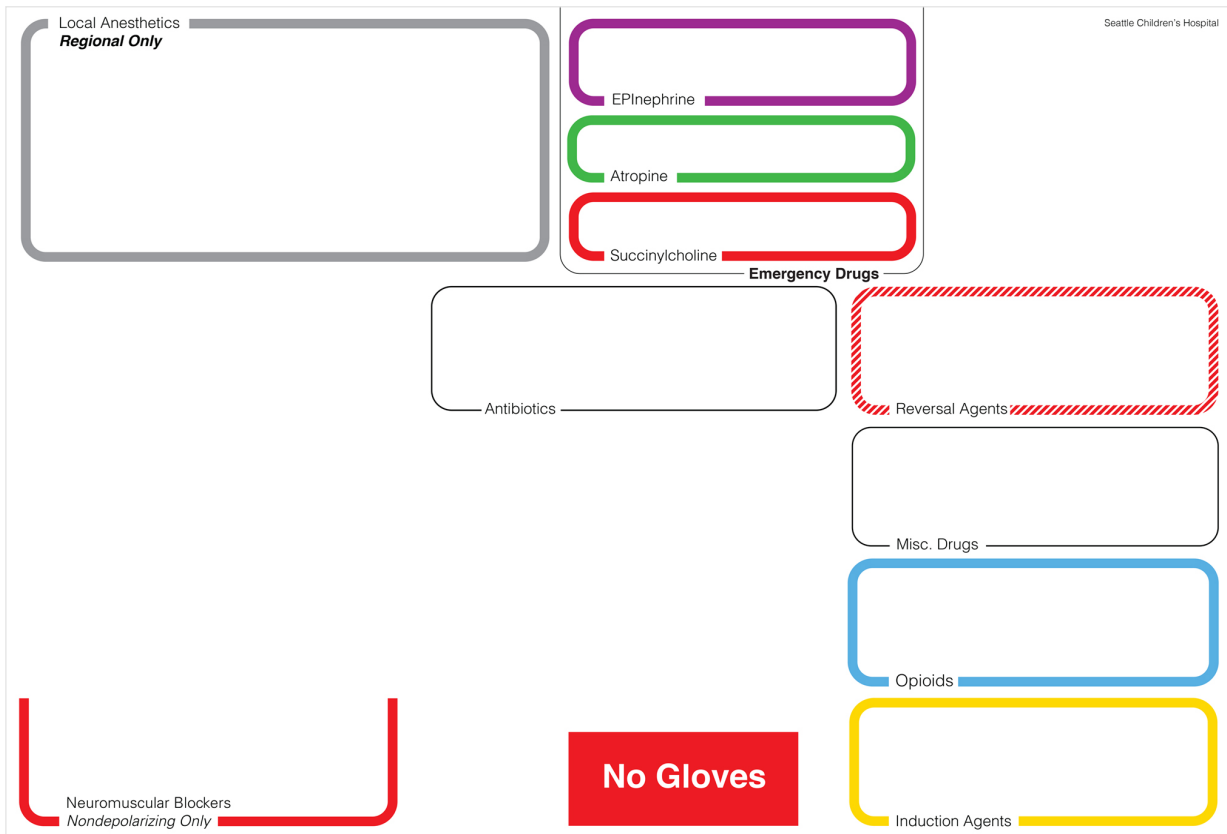 Local Anesthetics
Regional Only
Seattle Children's Hospital
EPInephrine
Atropine
Succinylcholine
Emergency Drugs
Antibiotics
Reversal Agents
Misc. Drugs
Opioids
Neuromuscular Blockers
Nondepolarizing Only
No Gloves
Induction Agents